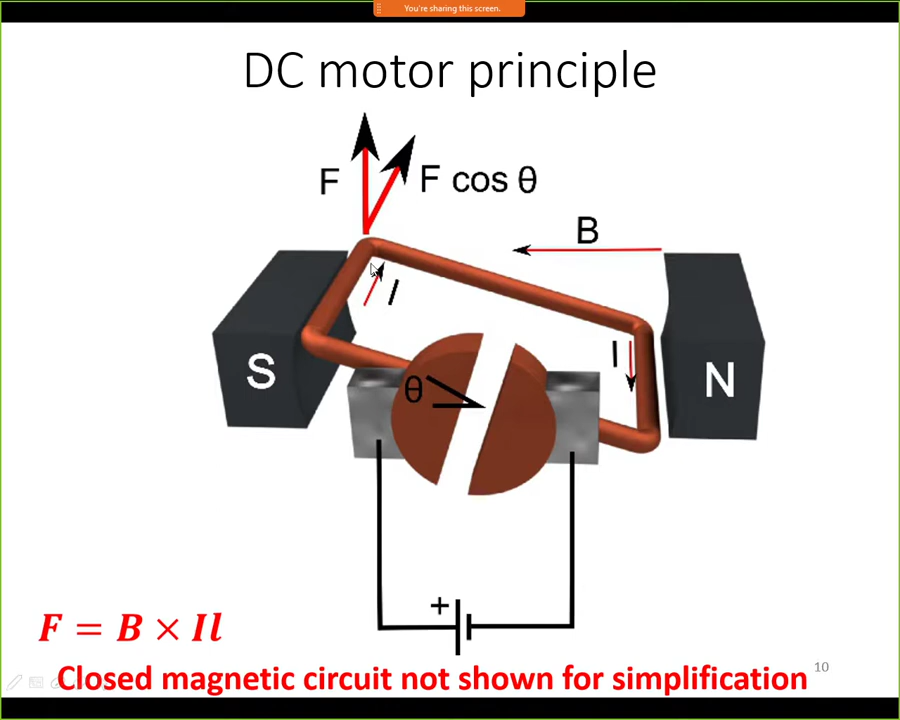 You're sharing this screen.
DC motor principle
F
F cos θ
B
I
I
S
N
θ
+
F = B × Il
10
Closed magnetic circuit not shown for simplification